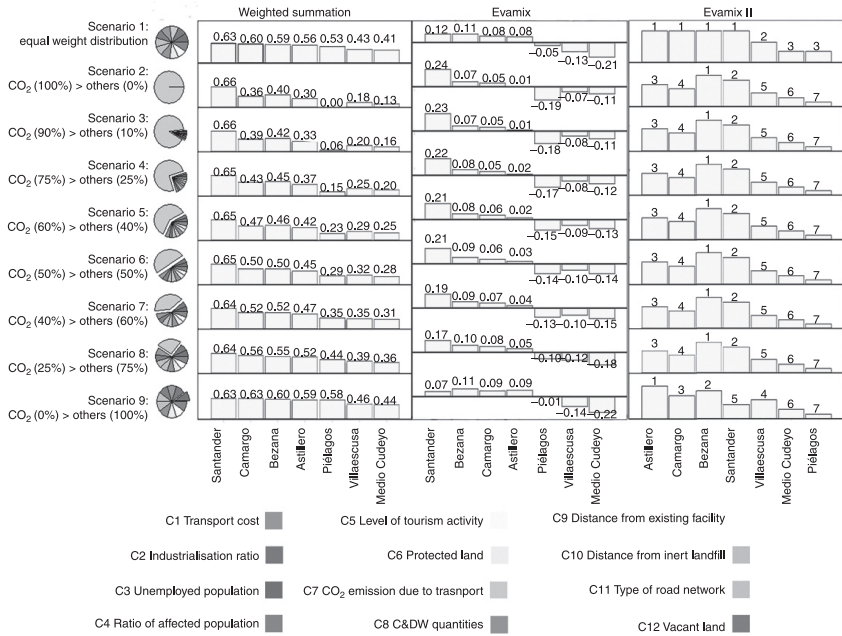 Weighted summation Evamix Evamix II
Scenario 1:
equal weight distribution
0.63 0.60 0.59 0.56 0.53 0.43 0.41
0.12 0.11 0.08 0.08 −0.05 −0.13 −0.21
1 1 1 1 2 3 3
Scenario 2:
CO2 (100%) > others (0%)
0.66 0.36 0.40 0.30 0.00 0.18 0.13
0.24 0.07 0.05 0.01 −0.19 −0.07 −0.11
3 4 1 2 5 6 7
Scenario 3:
CO2 (90%) > others (10%)
0.66 0.39 0.42 0.33 0.06 0.20 0.16
0.23 0.07 0.05 0.01 −0.18 −0.08 −0.11
3 4 1 2 5 6 7
Scenario 4:
CO2 (75%) > others (25%)
0.65 0.43 0.45 0.37 0.15 0.25 0.20
0.22 0.08 0.05 0.02 −0.17 −0.08 −0.12
3 4 1 2 5 6 7
Scenario 5:
CO2 (60%) > others (40%)
0.65 0.47 0.46 0.42 0.23 0.29 0.25
0.21 0.08 0.06 0.02 −0.15 −0.09 −0.13
3 4 1 2 5 6 7
Scenario 6:
CO2 (50%) > others (50%)
0.65 0.50 0.50 0.45 0.29 0.32 0.28
0.21 0.09 0.06 0.03 −0.14 −0.10 −0.14
3 4 1 2 5 6 7
Scenario 7:
CO2 (40%) > others (60%)
0.64 0.52 0.52 0.47 0.35 0.35 0.31
0.19 0.09 0.07 0.04 −0.13 −0.10 −0.15
3 4 1 2 5 6 7
Scenario 8:
CO2 (25%) > others (75%)
0.64 0.56 0.55 0.52 0.44 0.39 0.36
0.17 0.10 0.08 0.05 −0.10 −0.12 −0.18
3 4 1 2 5 6 7
Scenario 9:
CO2 (0%) > others (100%)
0.63 0.63 0.60 0.59 0.58 0.46 0.44
0.07 0.11 0.09 0.09 −0.01 −0.14 −0.22
1 3 2 5 4 6 7
Santander Camargo Bezana Astillero Piélagos Villaescusa Medio Cudeyo
Santander Bezana Camargo Astillero Piélagos Villaescusa Medio Cudeyo
Astillero Camargo Bezana Santander Villaescusa Medio Cudeyo Piélagos
C1 Transport cost
C2 Industrialisation ratio
C3 Unemployed population
C4 Ratio of affected population
C5 Level of tourism activity
C6 Protected land
C7 CO2 emission due to trasnport
C8 C&DW quantities
C9 Distance from existing facility
C10 Distance from inert landfill
C11 Type of road network
C12 Vacant land